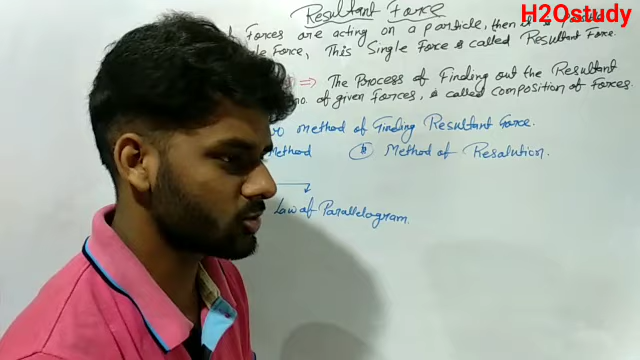 H2Ostudy
Resultant Force
Forces are acting on a particle, then it is
Force, This Single Force is called Resultant Force.
⇒ The Process of Finding out the Resultant
no. of given Forces, is called composition of Forces.
method of Finding Resultant Force.
Method (b) Method of Resolution.
Law of Parallelogram.